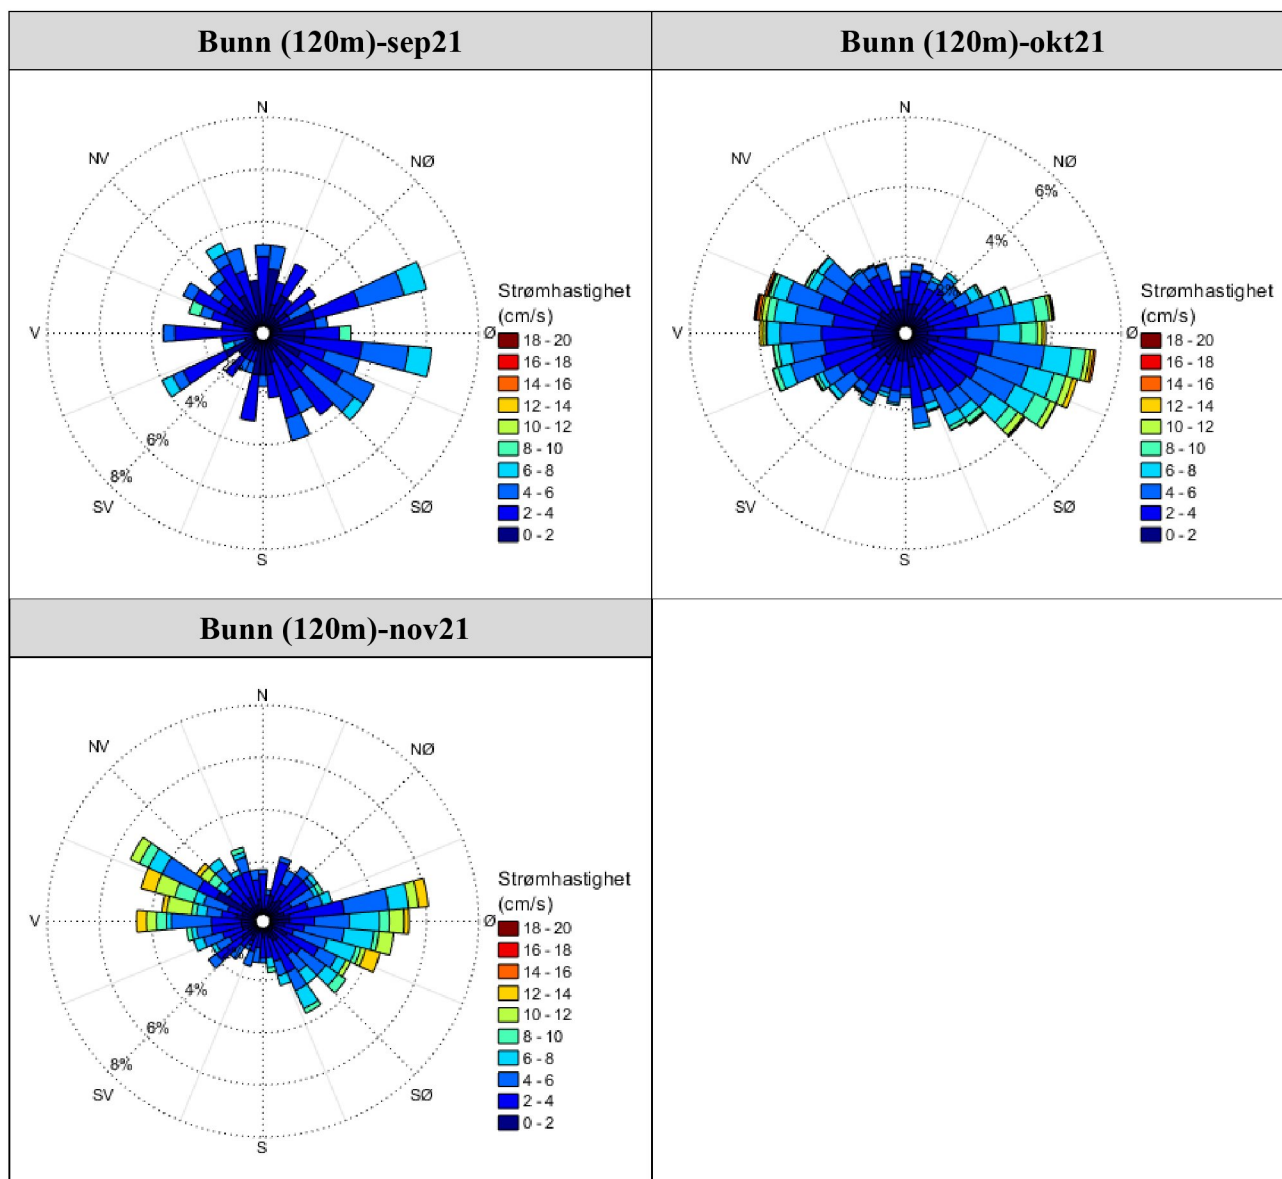 Bunn (120m)-sep21
N
NV
NØ
V
Ø
4%
6%
8%
SV
SØ
S
Strømhastighet
(cm/s)
18 - 20
16 - 18
14 - 16
12 - 14
10 - 12
8 - 10
6 - 8
4 - 6
2 - 4
0 - 2
Bunn (120m)-okt21
N
NV
NØ
6%
4%
V
Ø
SV
SØ
S
Strømhastighet
(cm/s)
18 - 20
16 - 18
14 - 16
12 - 14
10 - 12
8 - 10
6 - 8
4 - 6
2 - 4
0 - 2
Bunn (120m)-nov21
N
NV
NØ
V
Ø
4%
6%
8%
SV
SØ
S
Strømhastighet
(cm/s)
18 - 20
16 - 18
14 - 16
12 - 14
10 - 12
8 - 10
6 - 8
4 - 6
2 - 4
0 - 2